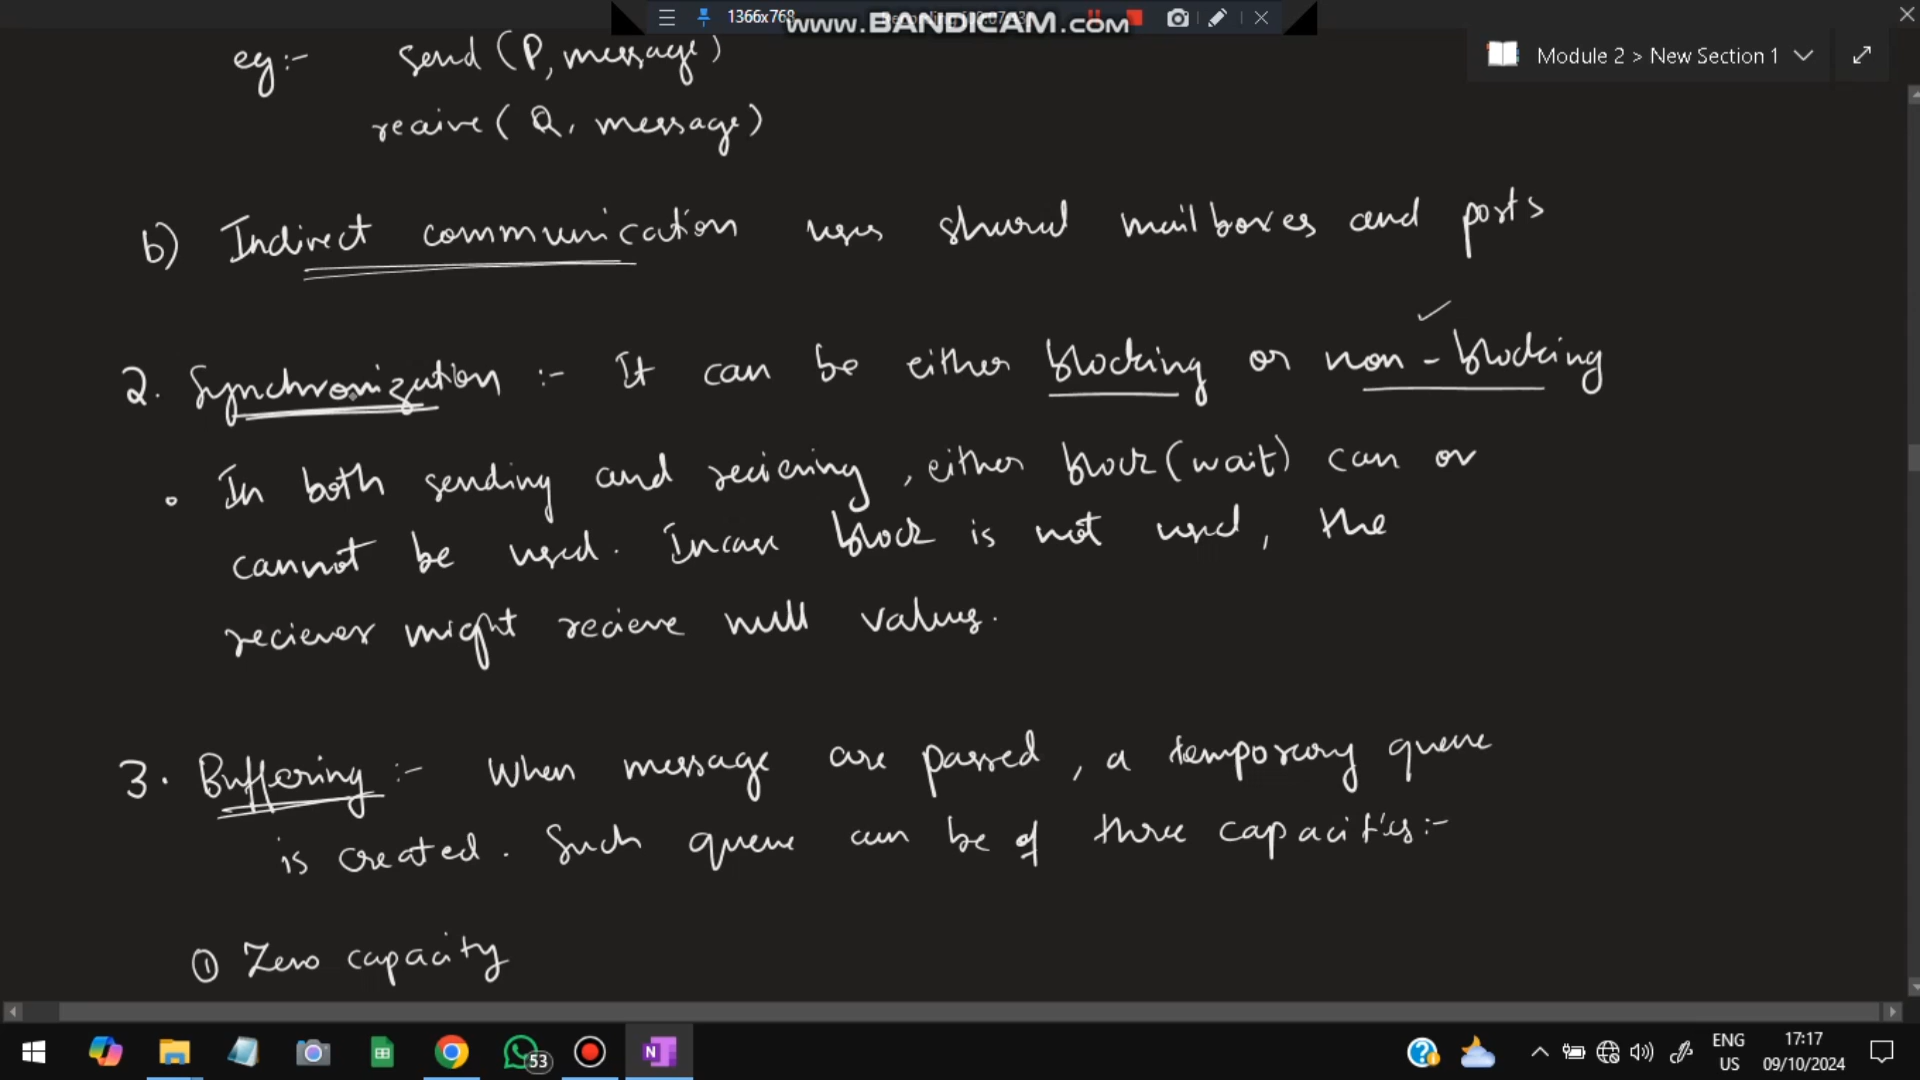 1366x768
www.BANDICAM.com
Module 2 > New Section 1
eg:- send (P, message)
receive ( Q, message)
b) Indirect communication uses shared mailboxes and ports
2. Synchronization :- It can be either blocking or non-blocking
• In both sending and recieving, either block (wait) can or
cannot be used. Incase block is not used, the
reciever might recieve null values.
3. Buffering :- When message are passed, a temporary queue
is created. Such queue can be of three capacities:-
① Zero capacity
53
N
ENG
US
17:17
09/10/2024